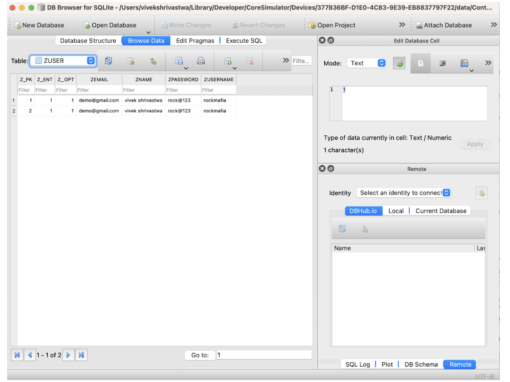 DB Browser for SQLite - /Users/vivekshrivastwa/Library/Developer/CoreSimulator/Devices/377B36BF-D1E0-4C83-9E39-EB8837797F22/data/Cont...
New Database Open Database Write Changes Revert Changes Open Project » Attach Database »
Database Structure Browse Data Edit Pragmas Execute SQL
Table: ZUSER » Filte...
Z_PK Z_ENT Z_OPT ZEMAIL ZNAME ZPASSWORD ZUSERNAME
Filter Filter Filter Filter Filter Filter Filter
1 1 1 1 demo@gmail.com vivek shrivastwa rock@123 rockmafia
2 2 1 1 demo@gmail.com vivek shrivastwa rock@123 rockmafia
1 - 1 of 2 Go to: 1
Edit Database Cell
Mode: Text »
1 1
Type of data currently in cell: Text / Numeric
1 character(s)
Apply
Remote
Identity Select an identity to connect
DBHub.io Local Current Database
Name Las
SQL Log Plot DB Schema Remote
UTF-8